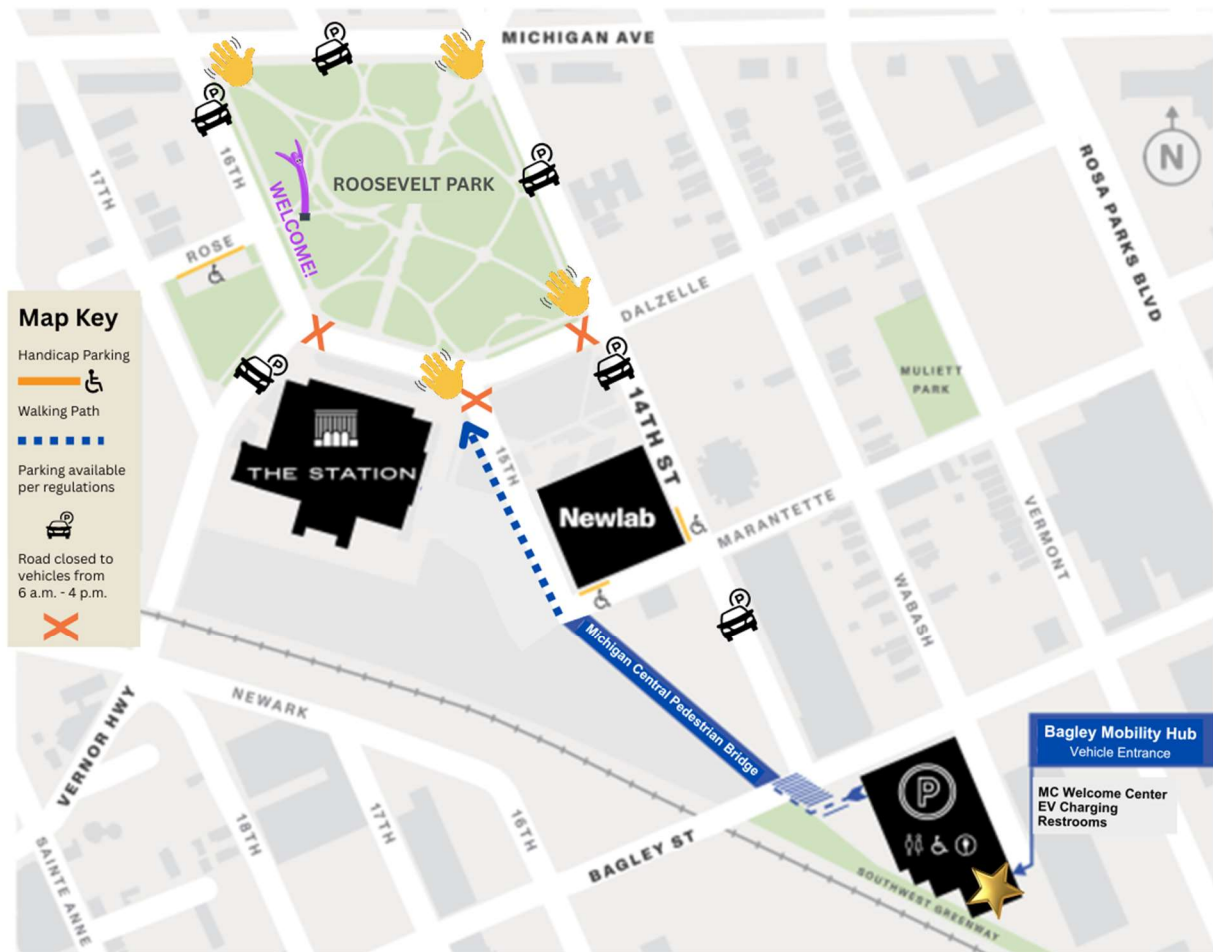 MICHIGAN AVE
P
P
P
N
17TH
16TH
WELCOME!
ROOSEVELT PARK
ROSA PARKS BLVD
ROSE
DALZELLE
Map Key
Handicap Parking
Walking Path
Parking available
per regulations
P
Road closed to
vehicles from
6 a.m. - 4 p.m.
P
P
MULIETT
PARK
THE STATION
15TH
14TH ST
Newlab
MARANTETTE
VERMONT
WABASH
P
Michigan Central Pedestrian Bridge
NEWARK
VERNOR HWY
Bagley Mobility Hub
Vehicle Entrance
MC Welcome Center
EV Charging
Restrooms
P
18TH
17TH
16TH
BAGLEY ST
SAINTE ANNE
SOUTHWEST GREENWAY